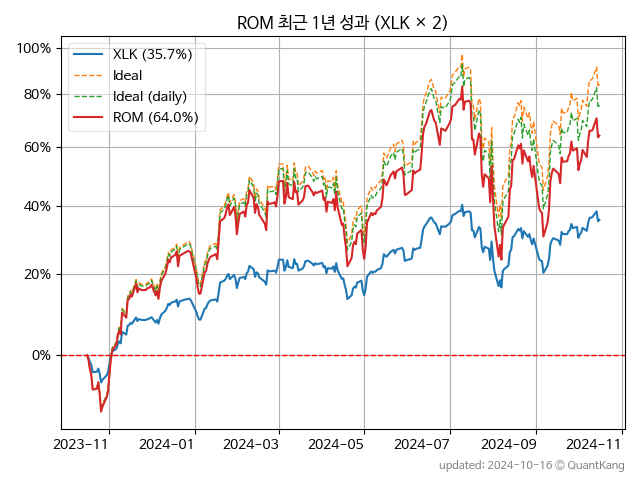 ROM 최근 1년 성과 (XLK × 2)
XLK (35.7%)
Ideal
Ideal (daily)
ROM (64.0%)
100%
80%
60%
40%
20%
0%
2023-11 2024-01 2024-03 2024-05 2024-07 2024-09 2024-11
updated: 2024-10-16 © QuantKang